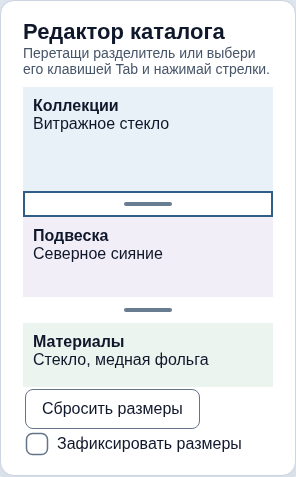 Редактор каталога
Перетащи разделитель или выбери
его клавишей Tab и нажимай стрелки.
Коллекции
Витражное стекло
Подвеска
Северное сияние
Материалы
Стекло, медная фольга
Сбросить размеры
Зафиксировать размеры